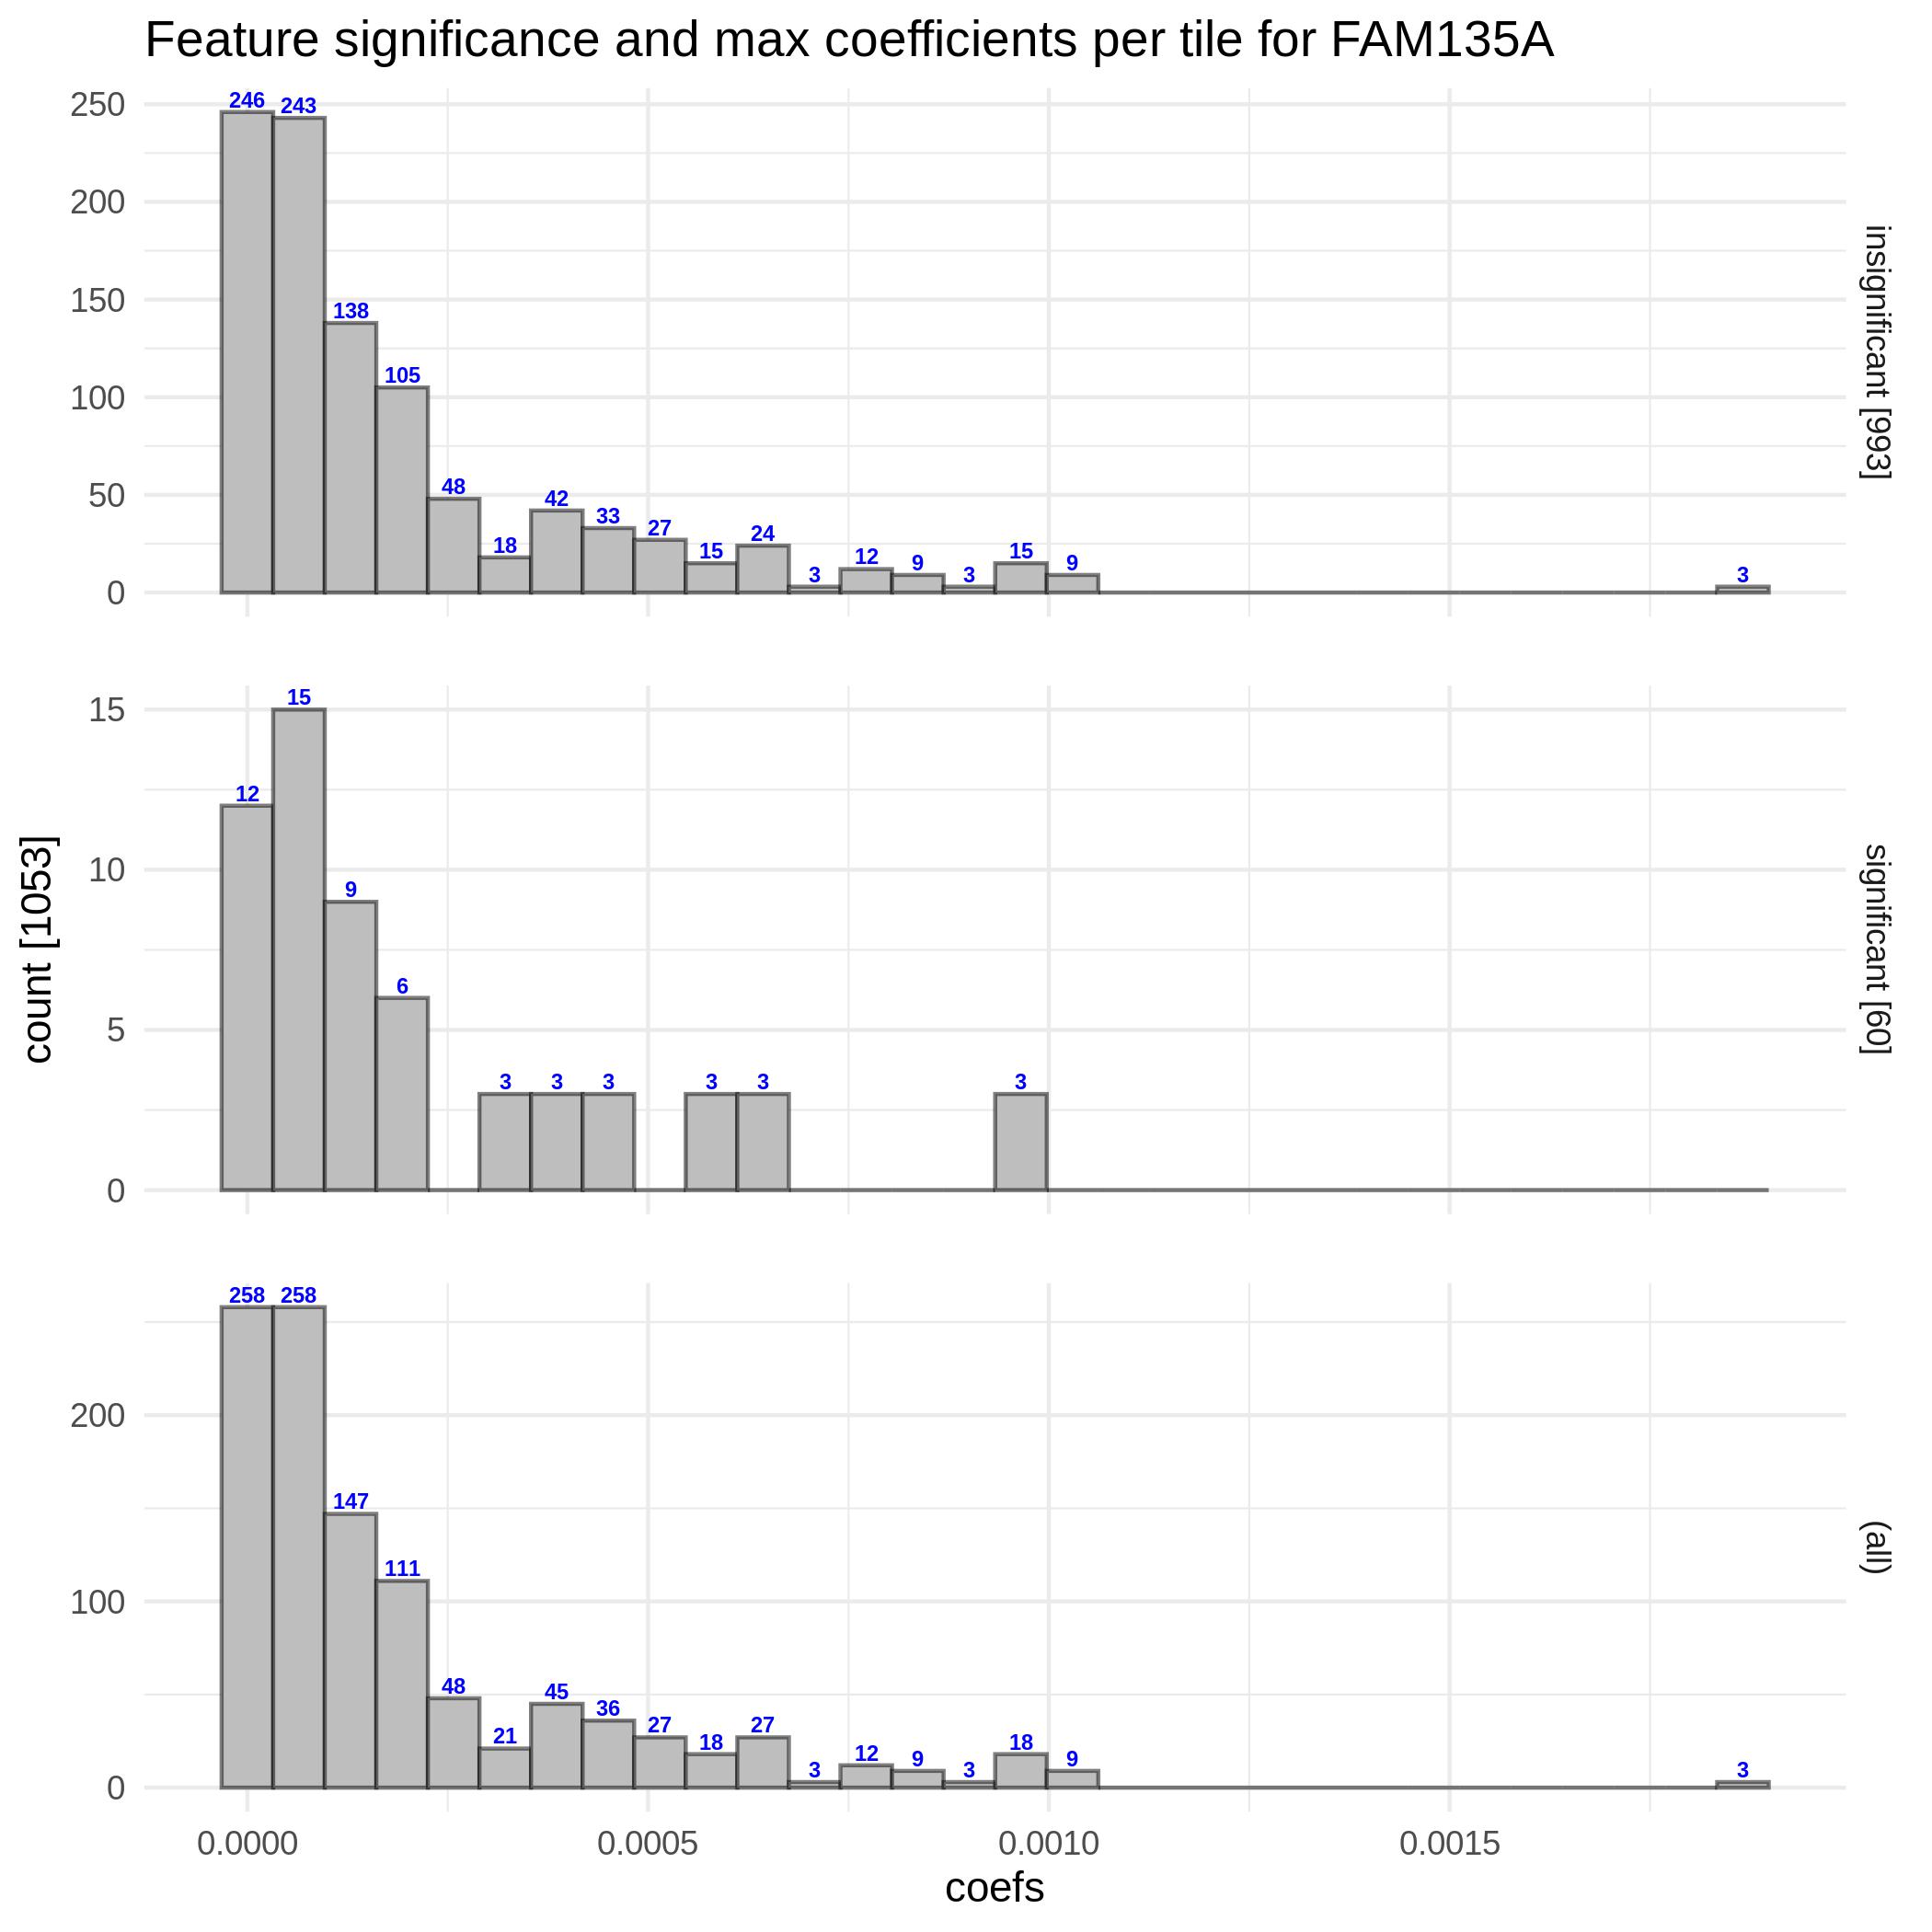 Feature significance and max coefficients per tile for FAM135A
250
200
150
100
50
0
246 243 138 105 48 18 42 33 27 15 24 3 12 9 3 15 9 3
insignificant [993]
count [1053]
15
10
5
0
12 15 9 6 3 3 3 3 3 3
significant [60]
200
100
0
258 258 147 111 48 21 45 36 27 18 27 3 12 9 3 18 9 3
(all)
0.0000 0.0005 0.0010 0.0015
coefs